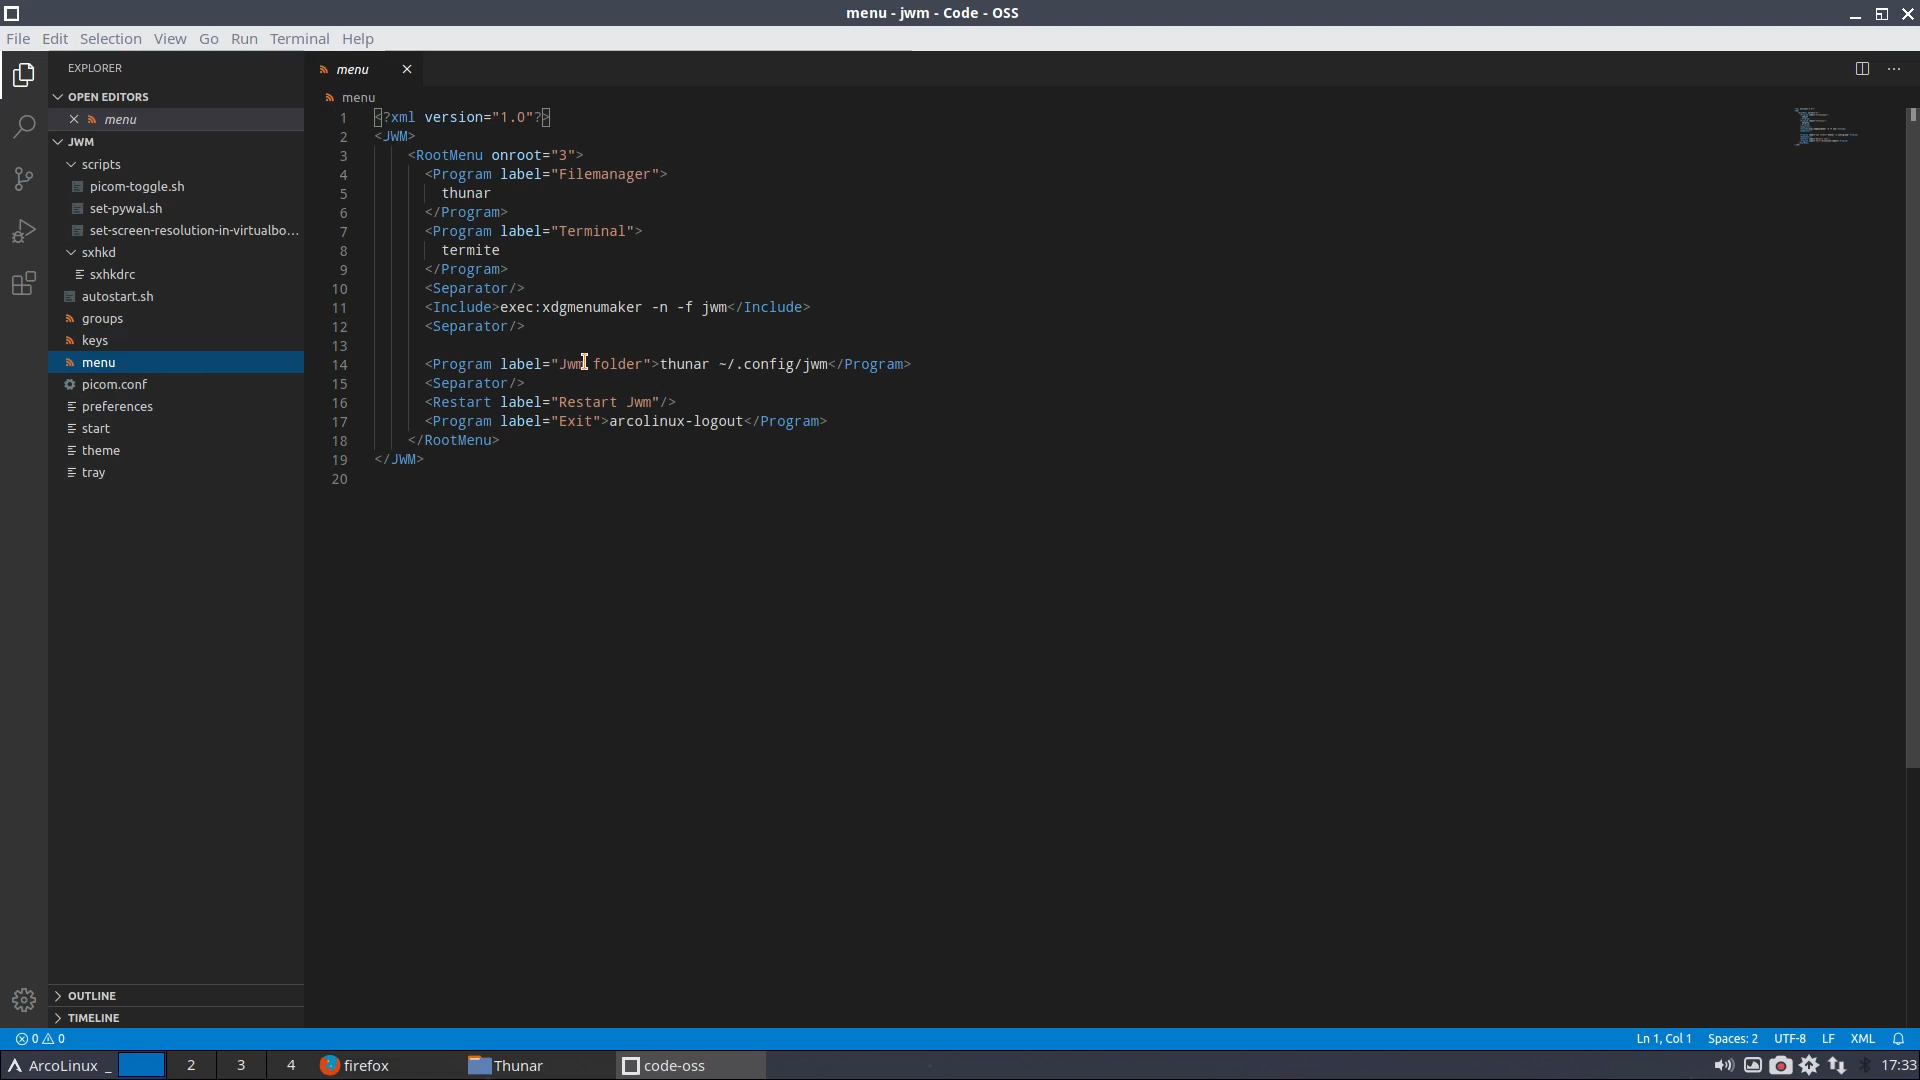 menu - jwm - Code - OSS
File Edit Selection View Go Run Terminal Help
EXPLORER
OPEN EDITORS
menu
JWM
scripts
picom-toggle.sh
set-pywal.sh
set-screen-resolution-in-virtualbo...
sxhkd
sxhkdrc
autostart.sh
groups
keys
menu
picom.conf
preferences
start
theme
tray
OUTLINE
TIMELINE
menu
menu
1 <?xml version="1.0"?>
2 <JWM>
3 <RootMenu onroot="3">
4 <Program label="Filemanager">
5 thunar
6 </Program>
7 <Program label="Terminal">
8 termite
9 </Program>
10 <Separator/>
11 <Include>exec:xdgmenumaker -n -f jwm</Include>
12 <Separator/>
13
14 <Program label="Jwm folder">thunar ~/.config/jwm</Program>
15 <Separator/>
16 <Restart label="Restart Jwm"/>
17 <Program label="Exit">arcolinux-logout</Program>
18 </RootMenu>
19 </JWM>
20
0 0 Ln 1, Col 1 Spaces: 2 UTF-8 LF XML
ArcoLinux _ 2 3 4 firefox Thunar code-oss 17:33